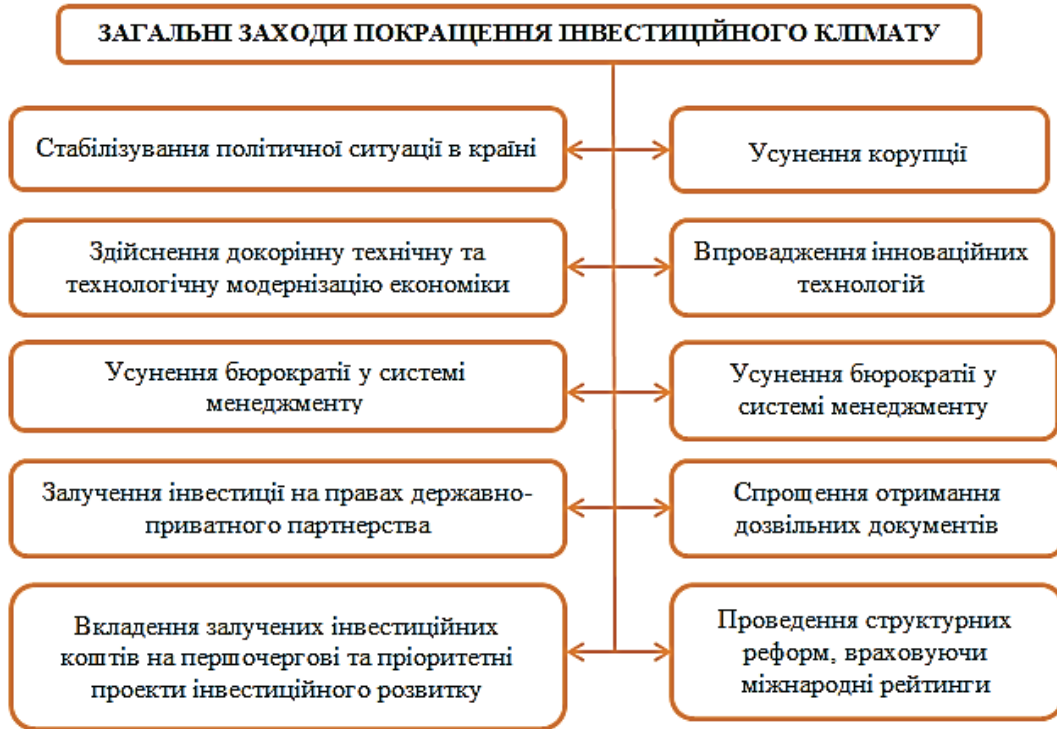 ЗАГАЛЬНІ ЗАХОДИ ПОКРАЩЕННЯ ІНВЕСТИЦІЙНОГО КЛІМАТУ
Стабілізування політичної ситуації в країні
Усунення корупції
Здійснення докорінну технічну та
технологічну модернізацію економіки
Впровадження інноваційних
технологій
Усунення бюрократії у системі
менеджменту
Усунення бюрократії у
системі менеджменту
Залучення інвестиції на правах державно-
приватного партнерства
Спрощення отримання
дозвільних документів
Вкладення залучених інвестиційних
коштів на першочергові та пріоритетні
проекти інвестиційного розвитку
Проведення структурних
реформ, враховуючи
міжнародні рейтинги